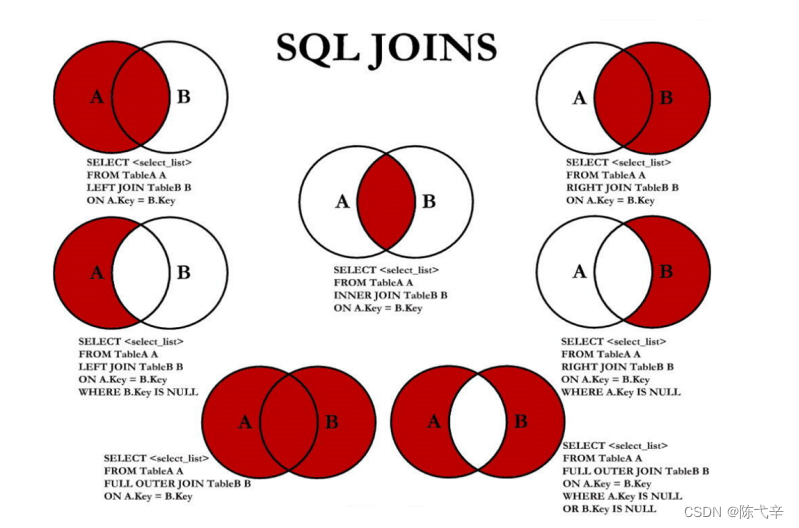 SQL JOINS
A B
SELECT <select_list>
FROM TableA A
LEFT JOIN TableB B
ON A.Key = B.Key
A B
SELECT <select_list>
FROM TableA A
RIGHT JOIN TableB B
ON A.Key = B.Key
A B
SELECT <select_list>
FROM TableA A
INNER JOIN TableB B
ON A.Key = B.Key
A B
SELECT <select_list>
FROM TableA A
LEFT JOIN TableB B
ON A.Key = B.Key
WHERE B.Key IS NULL
A B
SELECT <select_list>
FROM TableA A
RIGHT JOIN TableB B
ON A.Key = B.Key
WHERE A.Key IS NULL
A B
SELECT <select_list>
FROM TableA A
FULL OUTER JOIN TableB B
ON A.Key = B.Key
A B
SELECT <select_list>
FROM TableA A
FULL OUTER JOIN TableB B
ON A.Key = B.Key
WHERE A.Key IS NULL
OR B.Key IS NULL
CSDN @陈弋辛